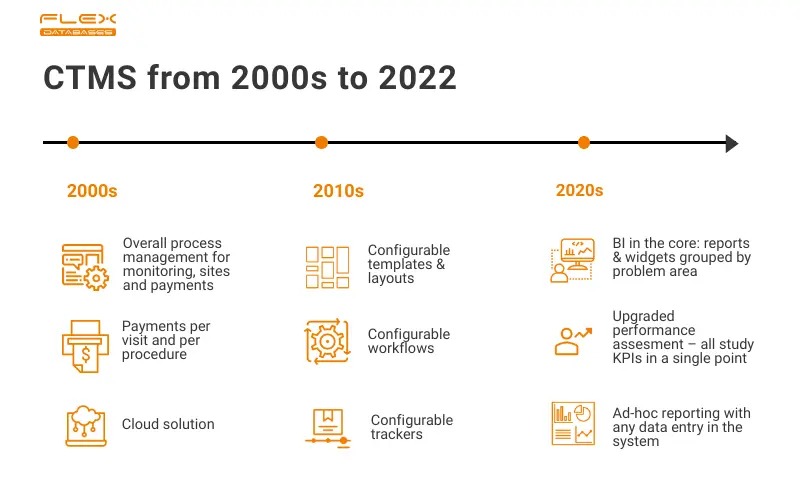 FLEX
DATABASES
CTMS from 2000s to 2022
2000s
2010s
2020s
Overall process
management for
monitoring, sites
and payments
Configurable
templates &
layouts
BI in the core: reports
& widgets grouped by
problem area
Payments per
visit and per
procedure
Configurable
workflows
Upgraded
performance
assesment – all study
KPIs in a single point
Cloud solution
Configurable
trackers
Ad-hoc reporting with
any data entry in the
system